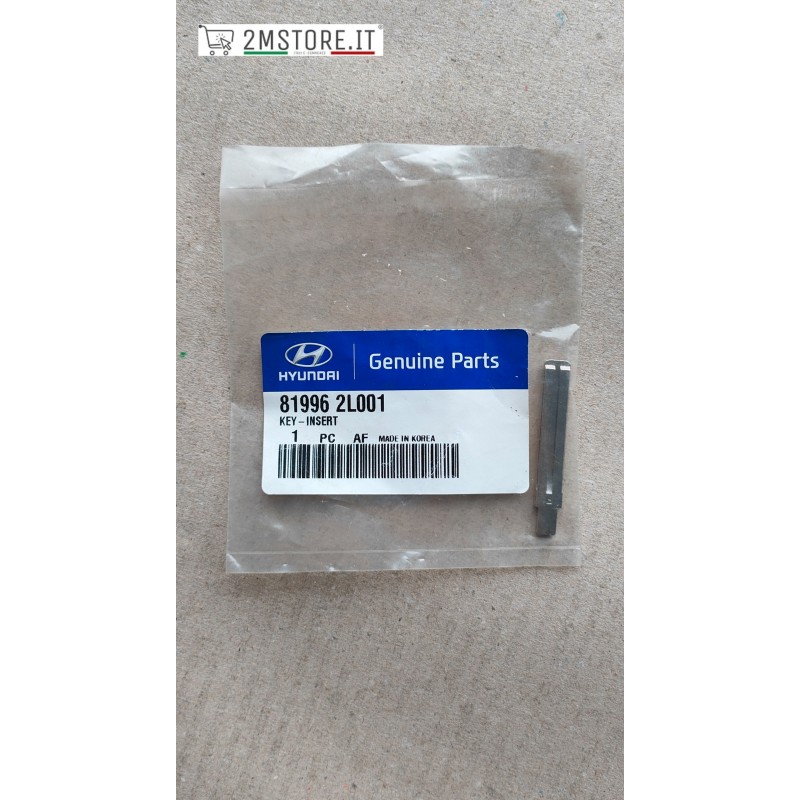 2MSTORE.IT
HYUNDAI
Genuine Parts
81996 2L001
KEY-INSERT
1 PC AF MADE IN KOREA